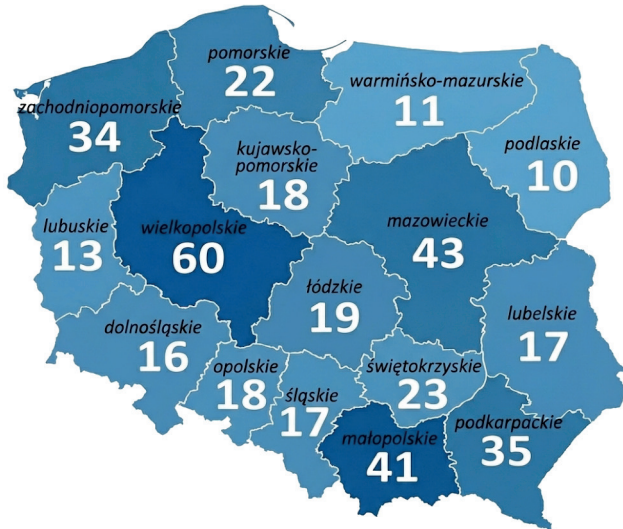 pomorskie
22
warmińsko-mazurskie
11
zachodniopomorskie
34
kujawsko-
pomorskie
18
podlaskie
10
lubuskie
13
wielkopolskie
60
mazowieckie
43
łódzkie
19
lubelskie
17
dolnośląskie
16
opolskie
18
śląskie
17
świętokrzyskie
23
małopolskie
41
podkarpackie
35